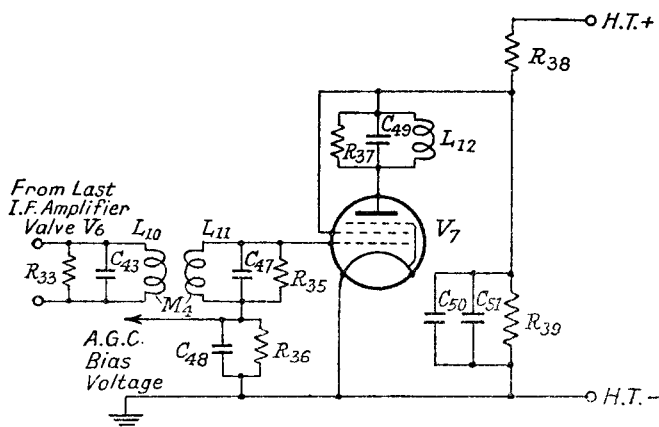 H.T.+
R38
C49
R37
L12
From Last
I.F. Amplifier
Valve V6
L10
L11
V7
R33
C43
C47
R35
M4
C50
C51
R39
A.G.C.
Bias
Voltage
C48
R36
H.T.-